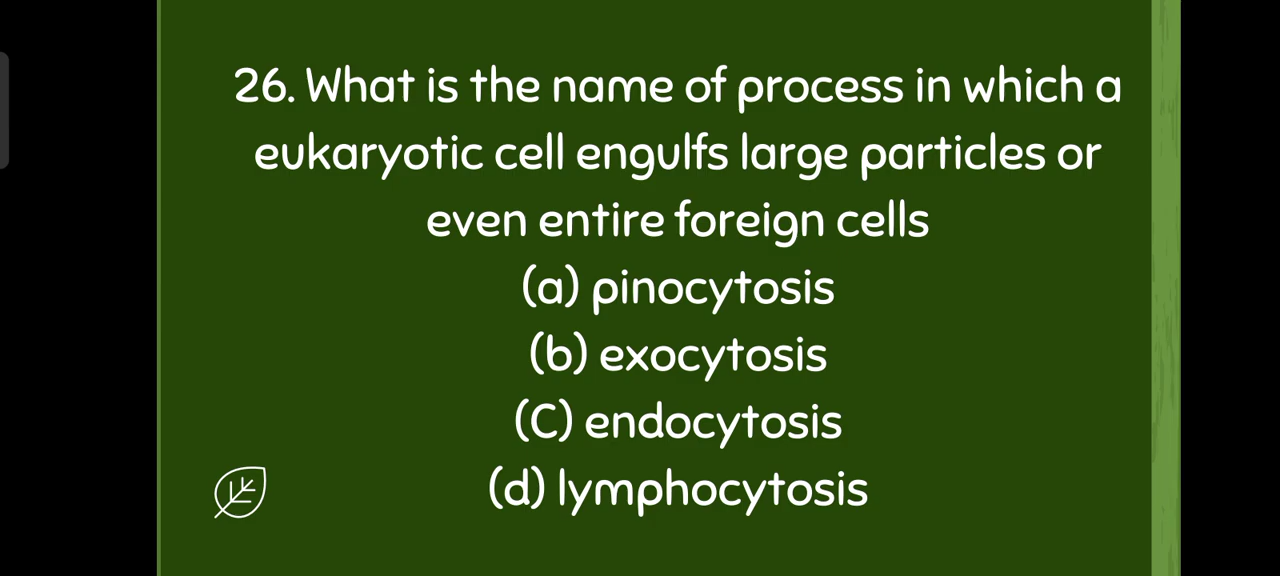 26. What is the name of process in which a
eukaryotic cell engulfs large particles or
even entire foreign cells
(a) pinocytosis
(b) exocytosis
(C) endocytosis
(d) lymphocytosis